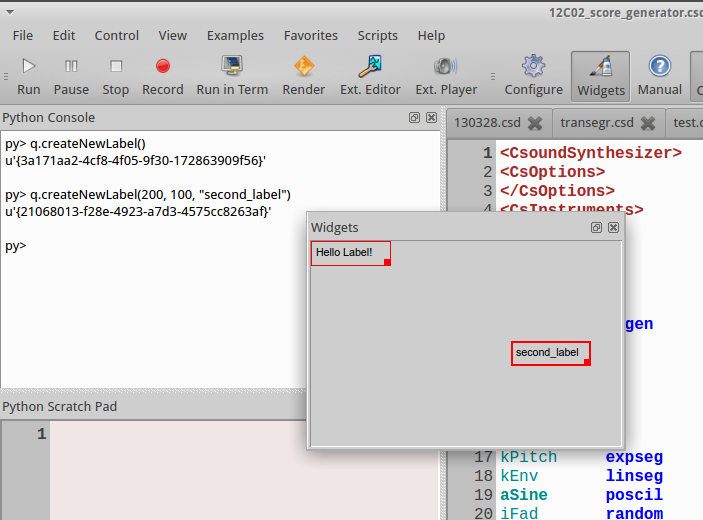 12C02_score_generator.csd
File Edit Control View Examples Favorites Scripts Help
Run Pause Stop Record Run in Term Render Ext. Editor Ext. Player Configure Widgets Manual
Python Console
130328.csd transegr.csd test.c
py> q.createNewLabel()
u'{3a171aa2-4cf8-4f05-9f30-172863909f56}'
py> q.createNewLabel(200, 100, "second_label")
u'{21068013-f28e-4923-a7d3-4575cc8263af}'
py>
1 <CsoundSynthesizer>
2 <CsOptions>
3 </CsOptions>
4 <CsInstruments>
Widgets
Hello Label!
gen
second_label
Python Scratch Pad
1
17 kPitch expseg
18 kEnv linseg
19 aSine poscil
20 iFad random